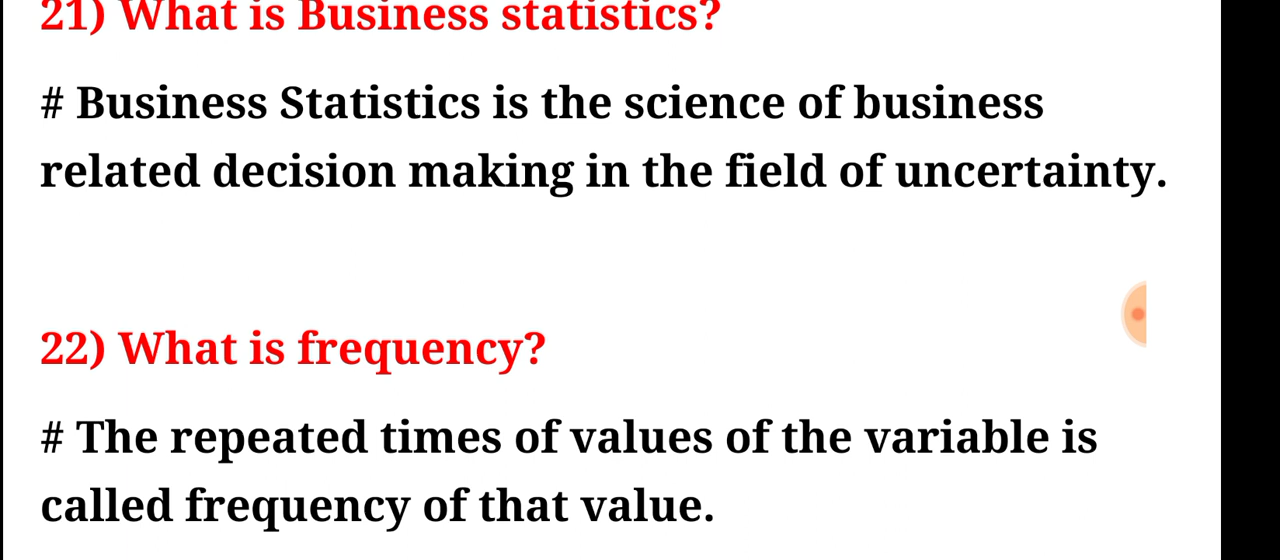 21) What is Business statistics?
# Business Statistics is the science of business
related decision making in the field of uncertainty.
22) What is frequency?
# The repeated times of values of the variable is
called frequency of that value.